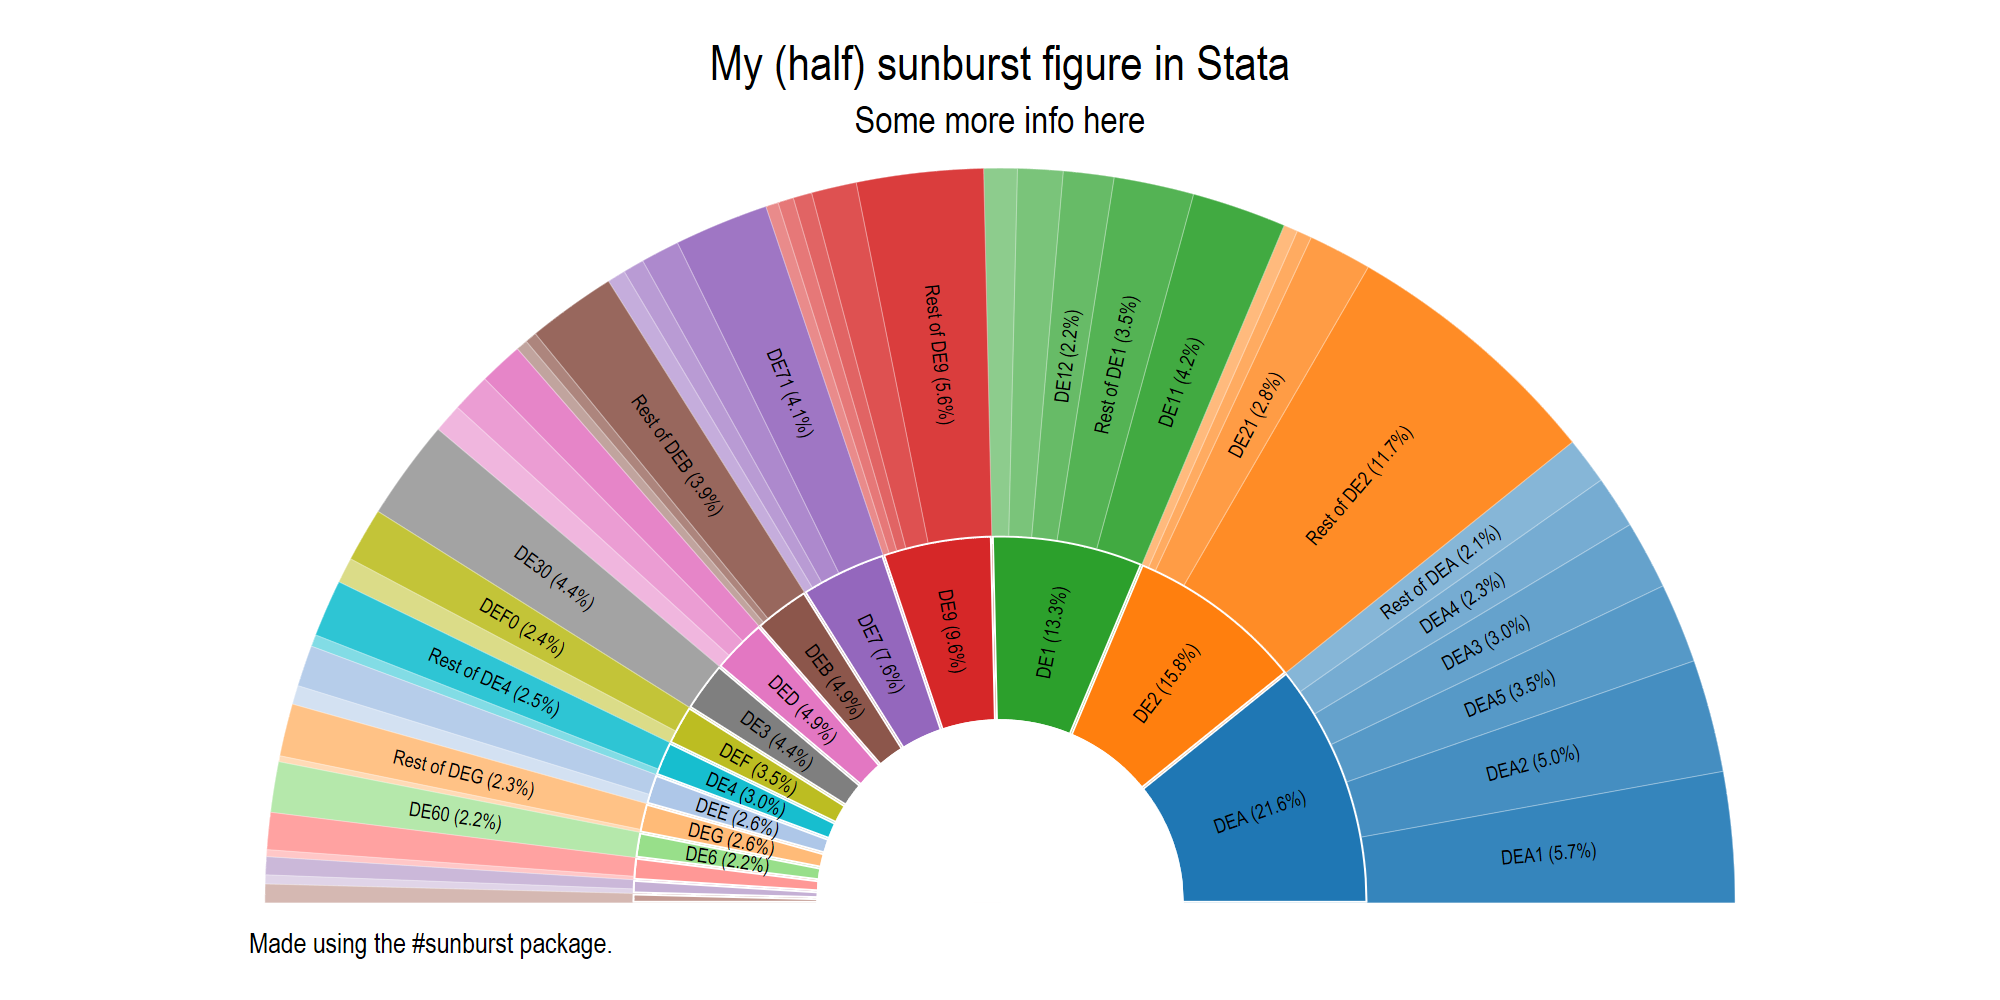 My (half) sunburst figure in Stata
Some more info here
Rest of DE9 (5.6%)
DE12 (2.2%)
Rest of DE1 (3.5%)
DE11 (4.2%)
DE71 (4.1%)
DE21 (2.8%)
Rest of DEB (3.9%)
Rest of DE2 (11.7%)
DE30 (4.4%)
Rest of DEA (2.1%)
DEF0 (2.4%)
DEA4 (2.3%)
Rest of DE4 (2.5%)
DEA3 (3.0%)
DEA5 (3.5%)
Rest of DEG (2.3%)
DEA2 (5.0%)
DE60 (2.2%)
DEA1 (5.7%)
DE9 (9.6%)
DE1 (13.3%)
DE7 (7.6%)
DE2 (15.8%)
DEB (4.9%)
DED (4.9%)
DE3 (4.4%)
DEF (3.5%)
DE4 (3.0%)
DEE (2.6%)
DEG (2.6%)
DE6 (2.2%)
DEA (21.6%)
Made using the #sunburst package.